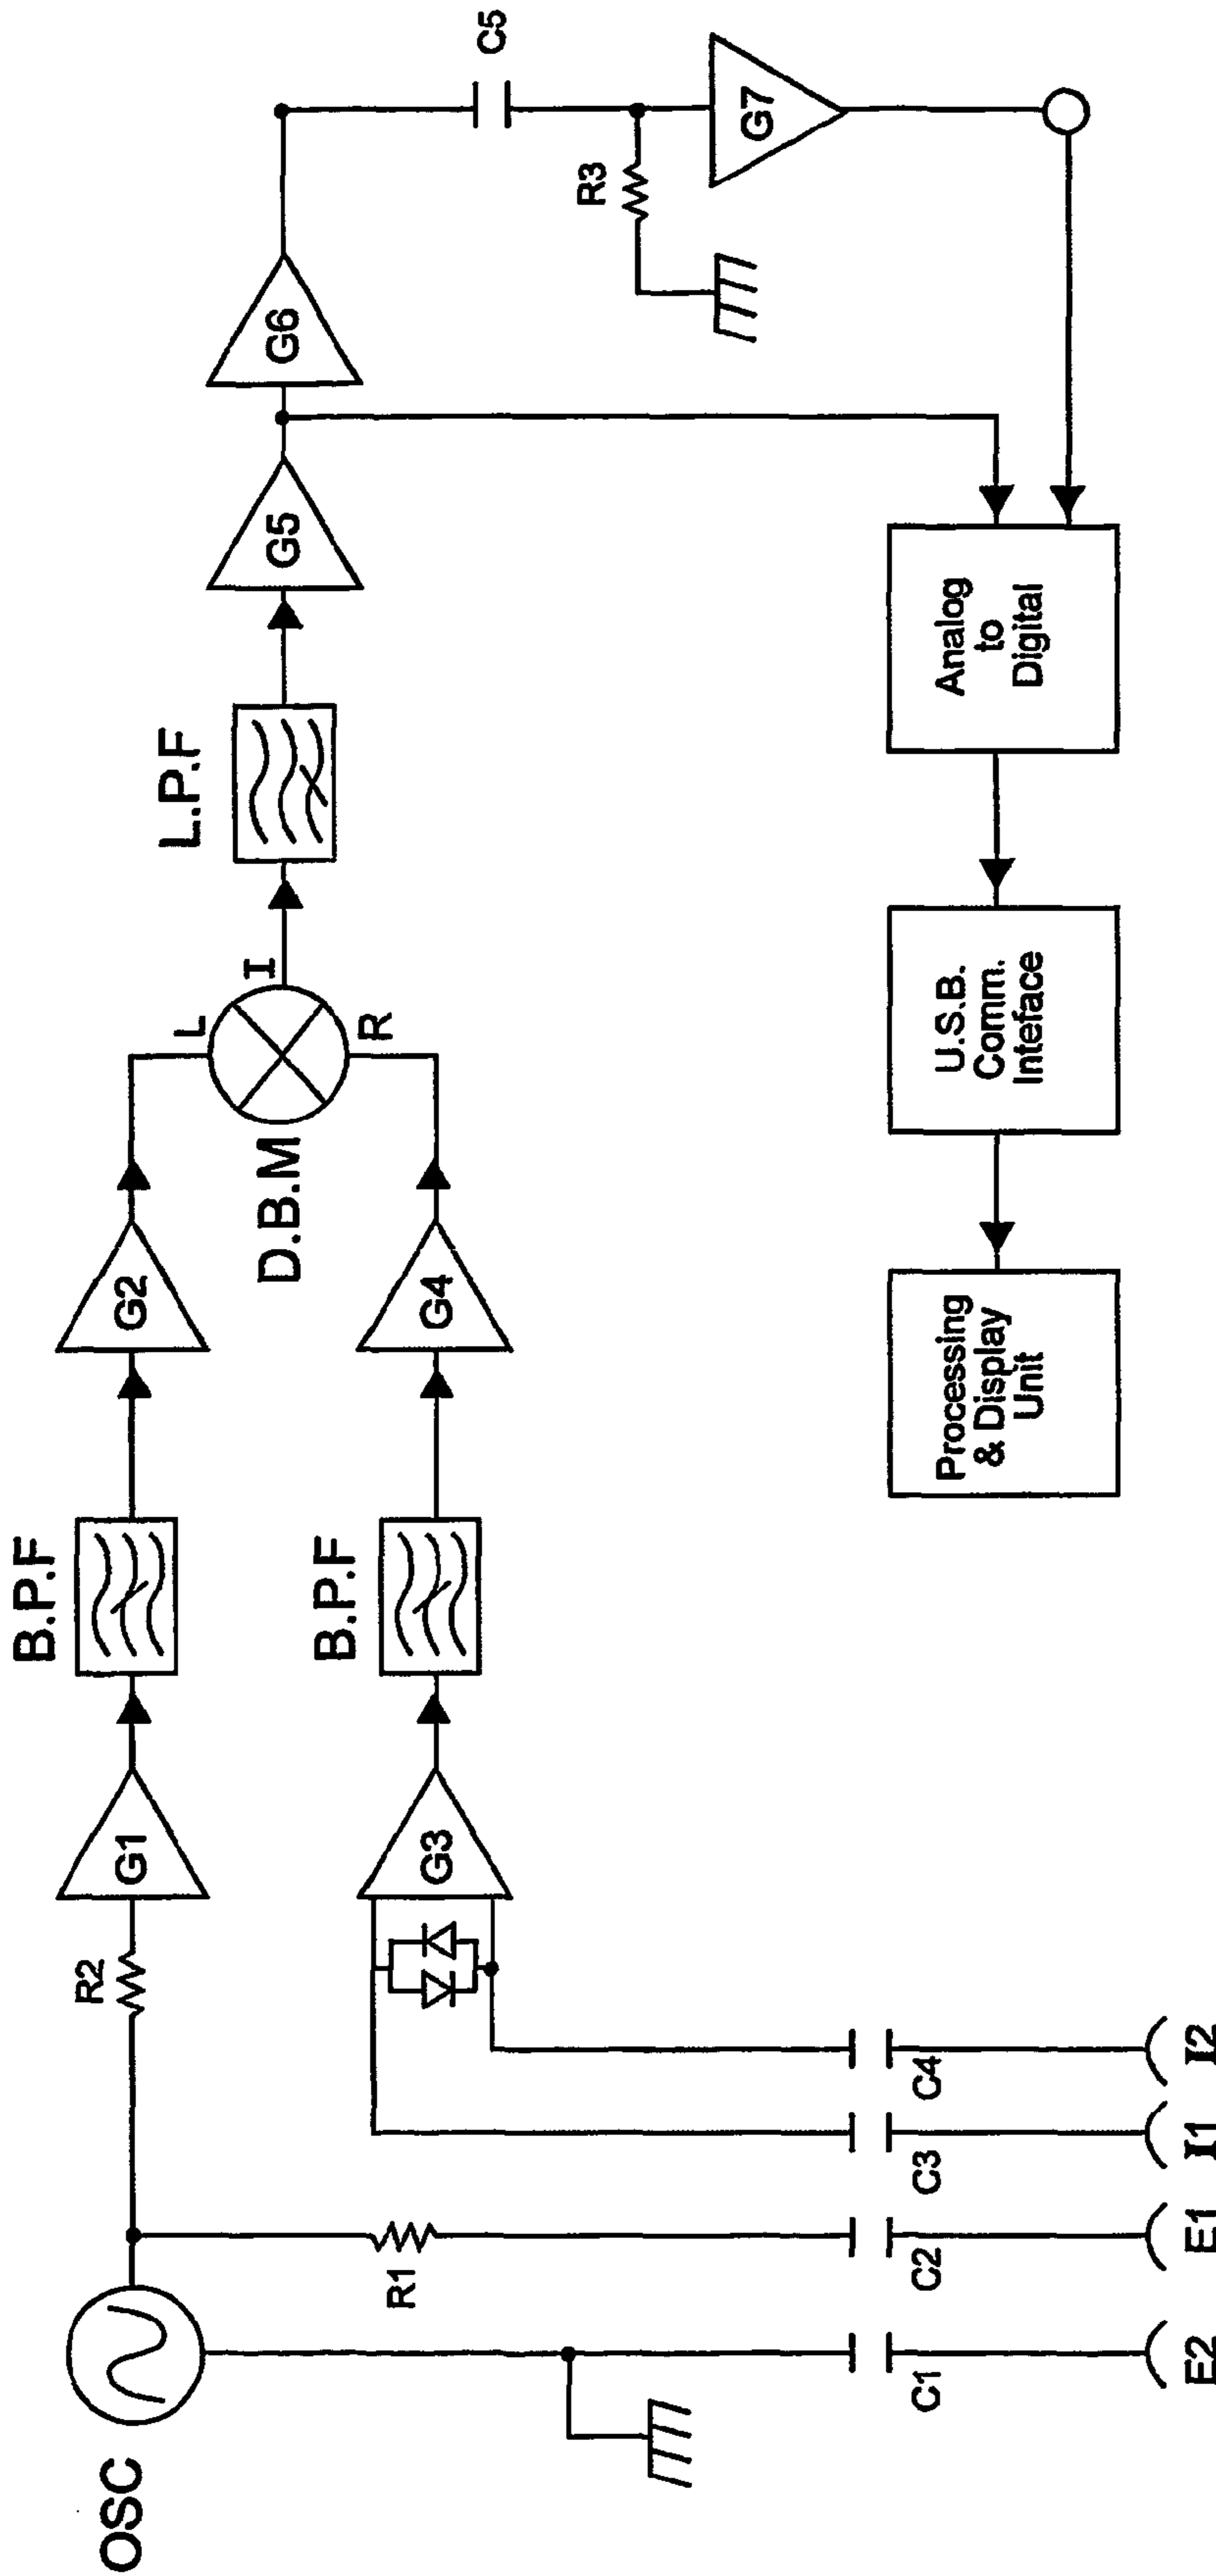 OSC
R2
G1
B.P.F
G2
L
I
R
D.B.M
L.P.F
G5
G6
C5
R3
G7
R1
G3
B.P.F
G4
C1
C2
C3
C4
E2
E1
I1
I2
Processing
& Display
Unit
U.S.B.
Comm.
Inteface
Analog
to
Digital